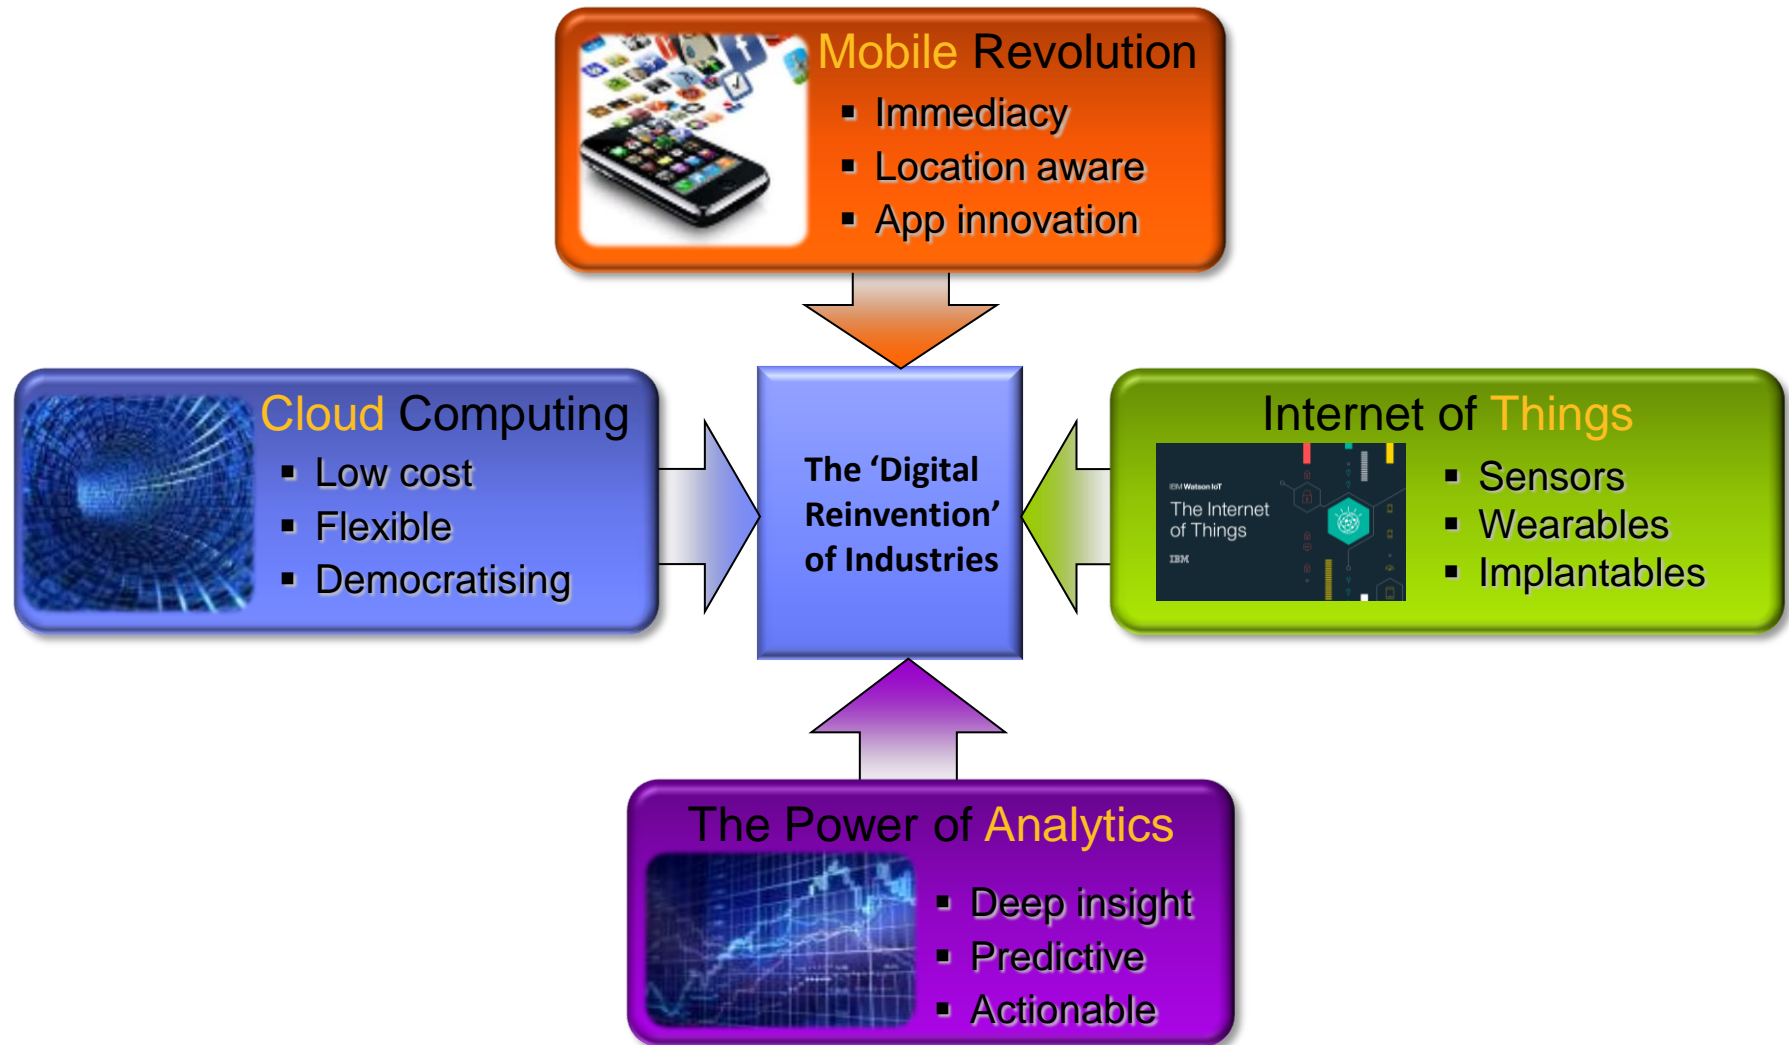 Mobile Revolution
▪ Immediacy
▪ Location aware
▪ App innovation
Cloud Computing
▪ Low cost
▪ Flexible
▪ Democratising
The ‘Digital
Reinvention’
of Industries
Internet of Things
IBM Watson IoT
The Internet
of Things
IBM
▪ Sensors
▪ Wearables
▪ Implantables
The Power of Analytics
▪ Deep insight
▪ Predictive
▪ Actionable